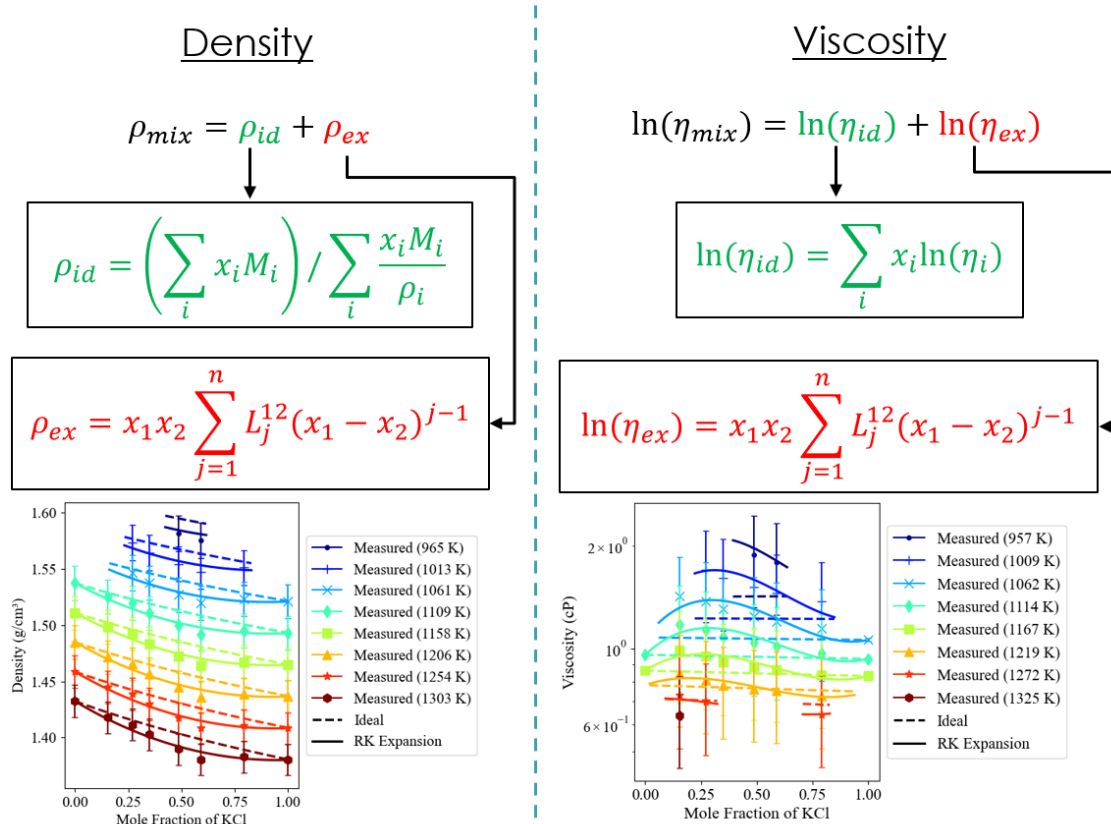 Density
ρ_mix = ρ_id + ρ_ex
ρ_id = (∑_i x_i M_i) / ∑_i x_i M_i / ρ_i
ρ_ex = x_1 x_2 ∑_{j=1}^{n} L_j^{12} (x_1 − x_2)^{j−1}
1.60
1.55
1.50
1.45
1.40
Density (g/cm³)
0.00 0.25 0.50 0.75 1.00
Mole Fraction of KCl
Measured (965 K)
Measured (1013 K)
Measured (1061 K)
Measured (1109 K)
Measured (1158 K)
Measured (1206 K)
Measured (1254 K)
Measured (1303 K)
Ideal
RK Expansion
Viscosity
ln(η_mix) = ln(η_id) + ln(η_ex)
ln(η_id) = ∑_i x_i ln(η_i)
ln(η_ex) = x_1 x_2 ∑_{j=1}^{n} L_j^{12} (x_1 − x_2)^{j−1}
2 × 10⁰
10⁰
6 × 10⁻¹
Viscosity (cP)
0.00 0.25 0.50 0.75 1.00
Mole Fraction of KCl
Measured (957 K)
Measured (1009 K)
Measured (1062 K)
Measured (1114 K)
Measured (1167 K)
Measured (1219 K)
Measured (1272 K)
Measured (1325 K)
Ideal
RK Expansion